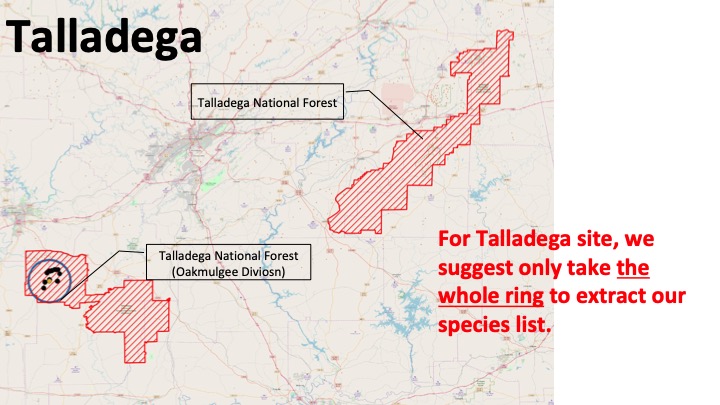 Talladega
Talladega National Forest
Talladega National Forest
(Oakmulgee Diviosn)
For Talladega site, we
suggest only take the
whole ring to extract our
species list.